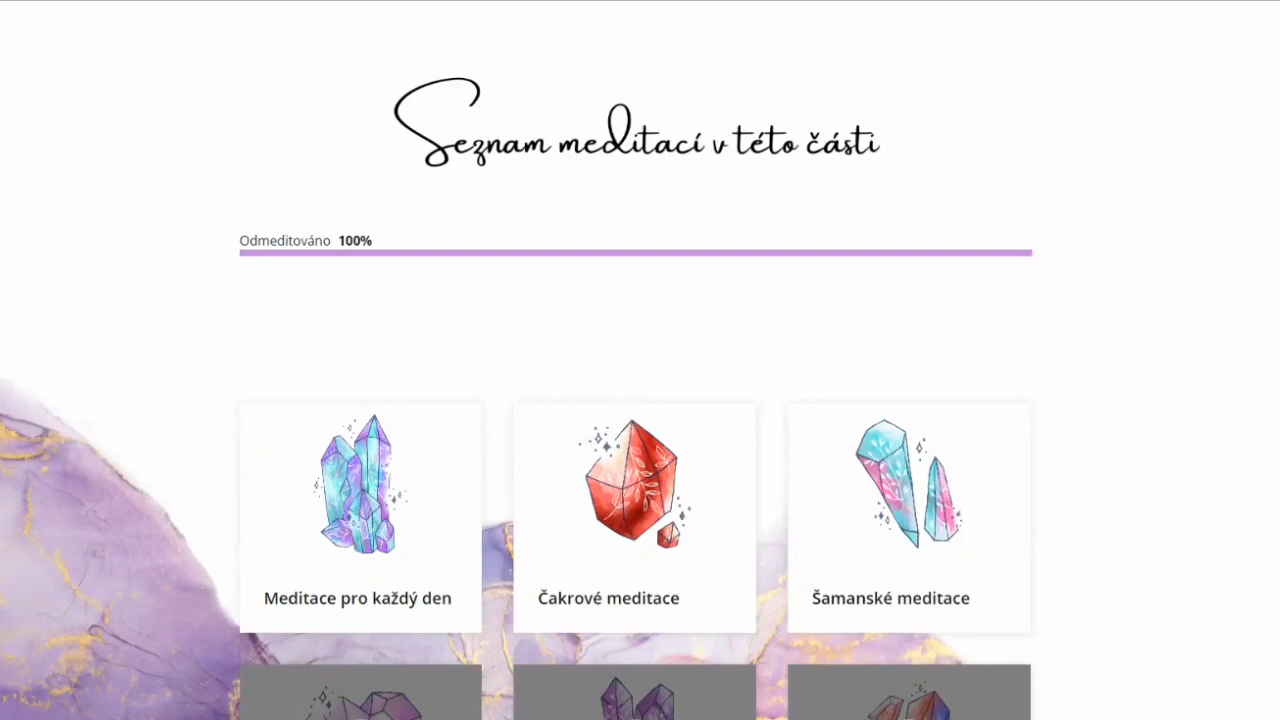 Seznam meditací v této části
Odmeditováno 100%
Meditace pro každý den
Čakrové meditace
Šamanské meditace